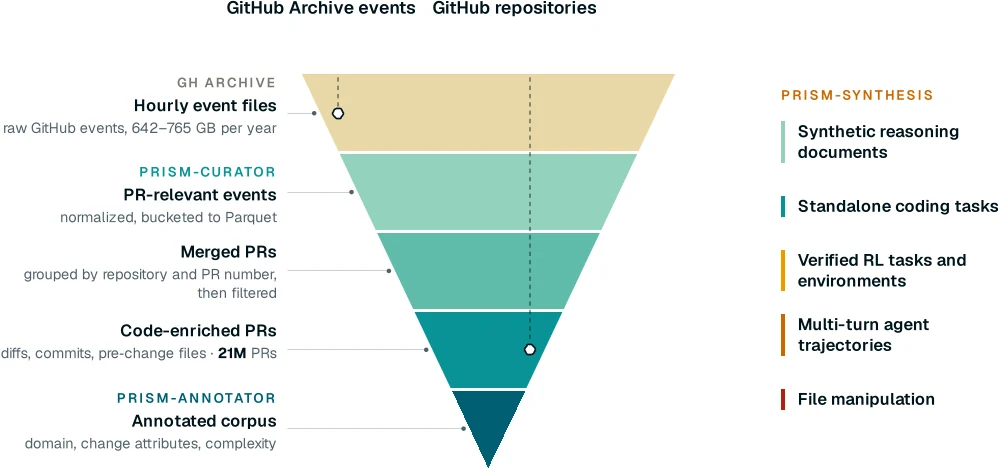 GitHub Archive events
GitHub repositories
GH ARCHIVE
Hourly event files
raw GitHub events, 642–765 GB per year
PRISM-CURATOR
PR-relevant events
normalized, bucketed to Parquet
Merged PRs
grouped by repository and PR number,
then filtered
Code-enriched PRs
diffs, commits, pre-change files · 21M PRs
PRISM-ANNOTATOR
Annotated corpus
domain, change attributes, complexity
PRISM-SYNTHESIS
Synthetic reasoning
documents
Standalone coding tasks
Verified RL tasks and
environments
Multi-turn agent
trajectories
File manipulation